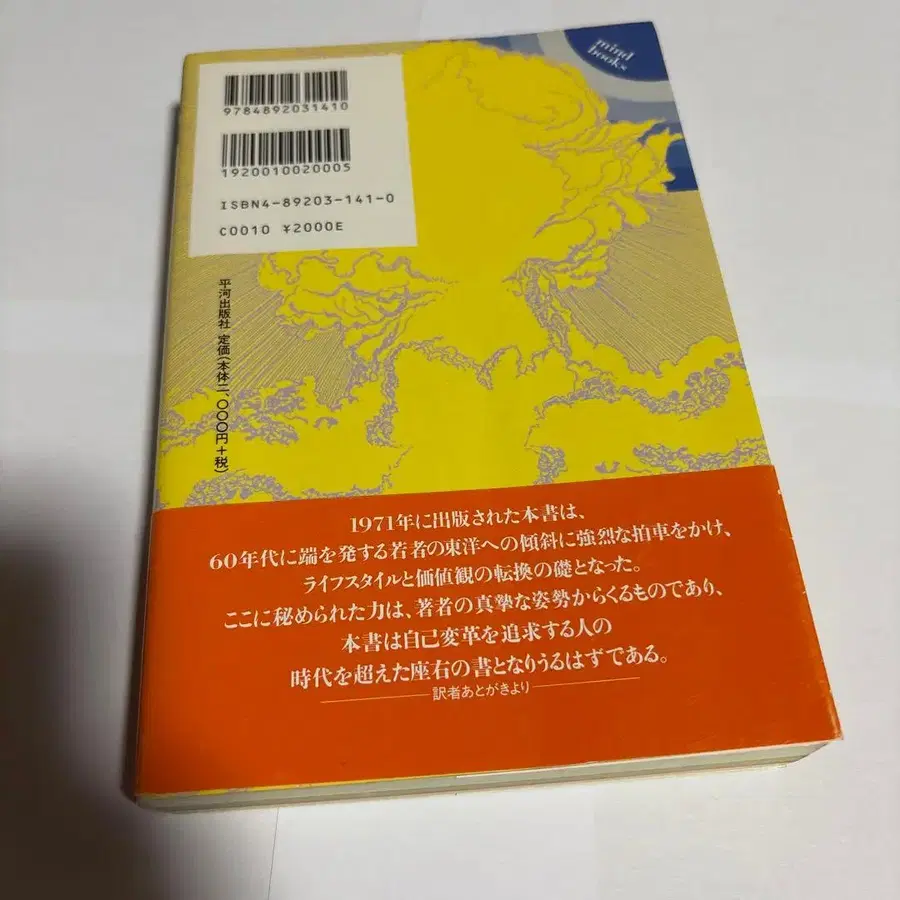 mind
books
9784892031410
1920010020005
ISBN4-89203-141-0
C0010 ¥2000E
平河出版社 定価(本体二、〇〇〇円+税)
1971年に出版された本書は、
60年代に端を発する若者の東洋への傾斜に強烈な拍車をかけ、
ライフスタイルと価値観の転換の礎となった。
ここに秘められた力は、著者の真摯な姿勢からくるものであり、
本書は自己変革を追求する人の
時代を超えた座右の書となりうるはずである。
訳者あとがきより